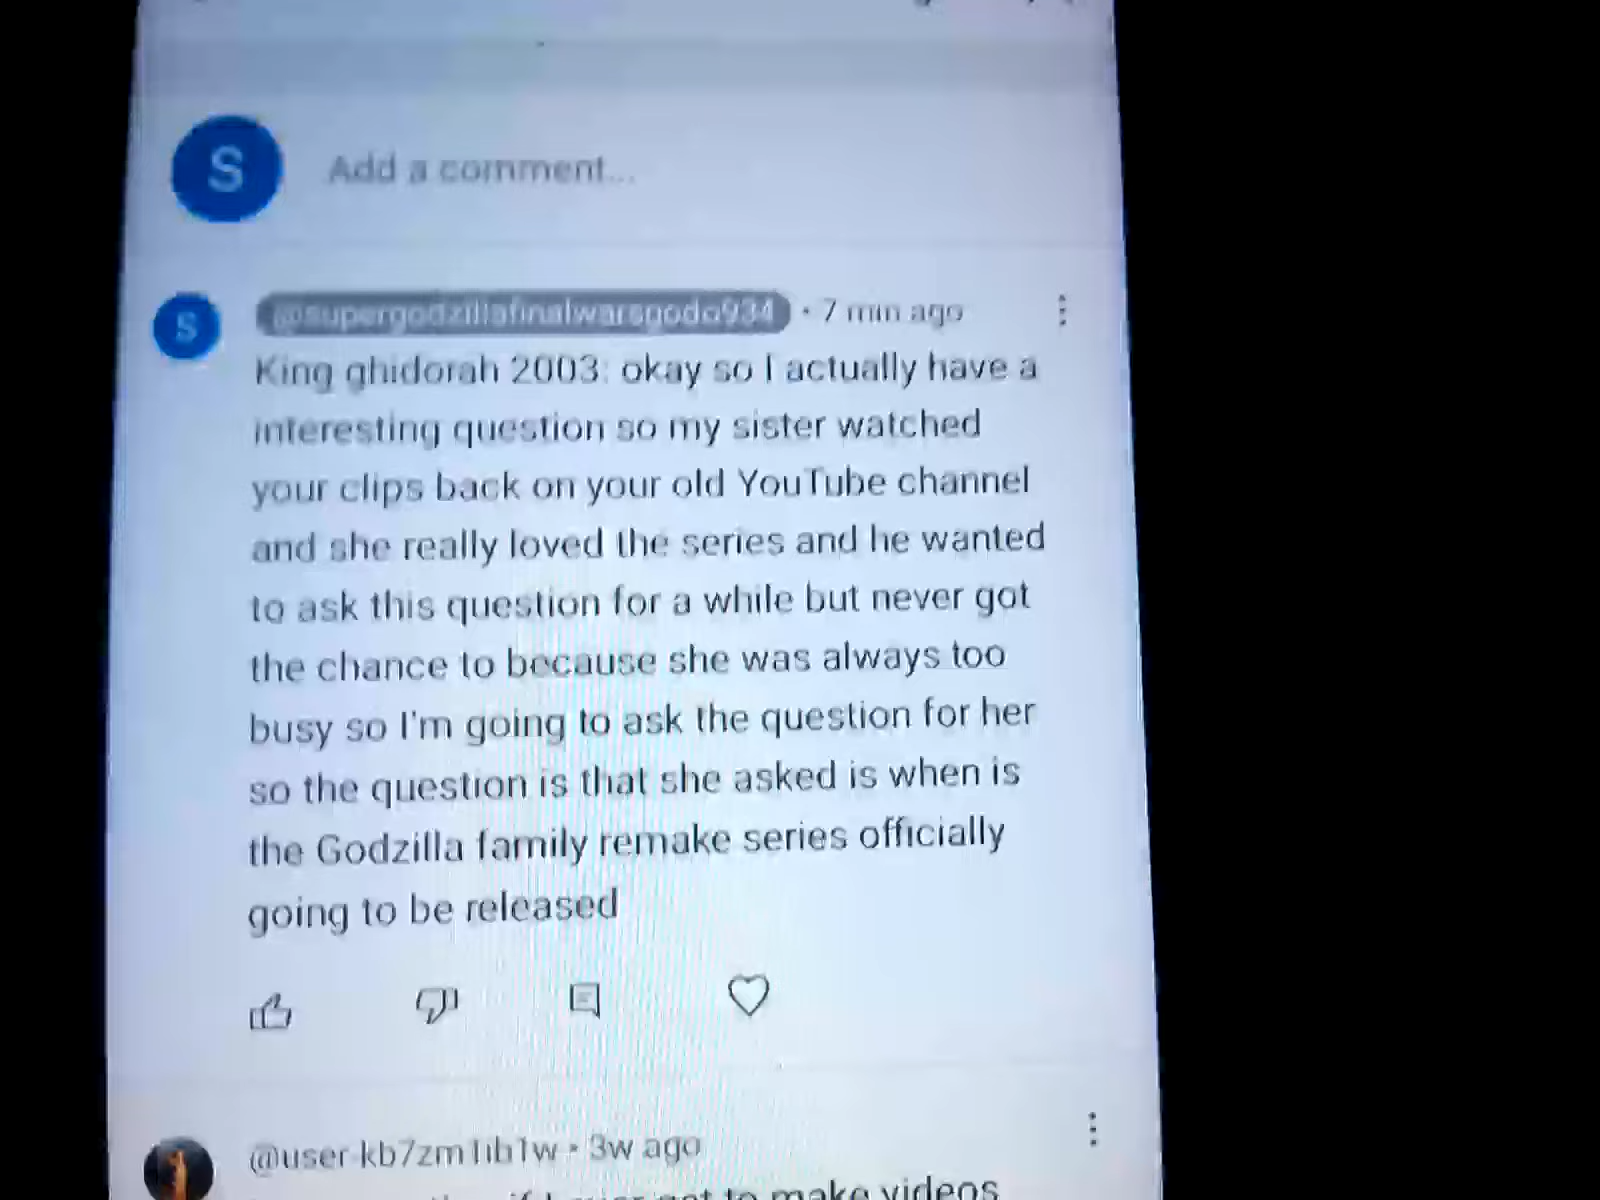 S
Add a comment...
S
@supergodzillafinalwarsgodo934 • 7 min ago
King ghidorah 2003: okay so I actually have a
interesting question so my sister watched
your clips back on your old YouTube channel
and she really loved the series and he wanted
to ask this question for a while but never got
the chance to because she was always too
busy so I'm going to ask the question for her
so the question is that she asked is when is
the Godzilla family remake series officially
going to be released
• 3w ago
to make videos